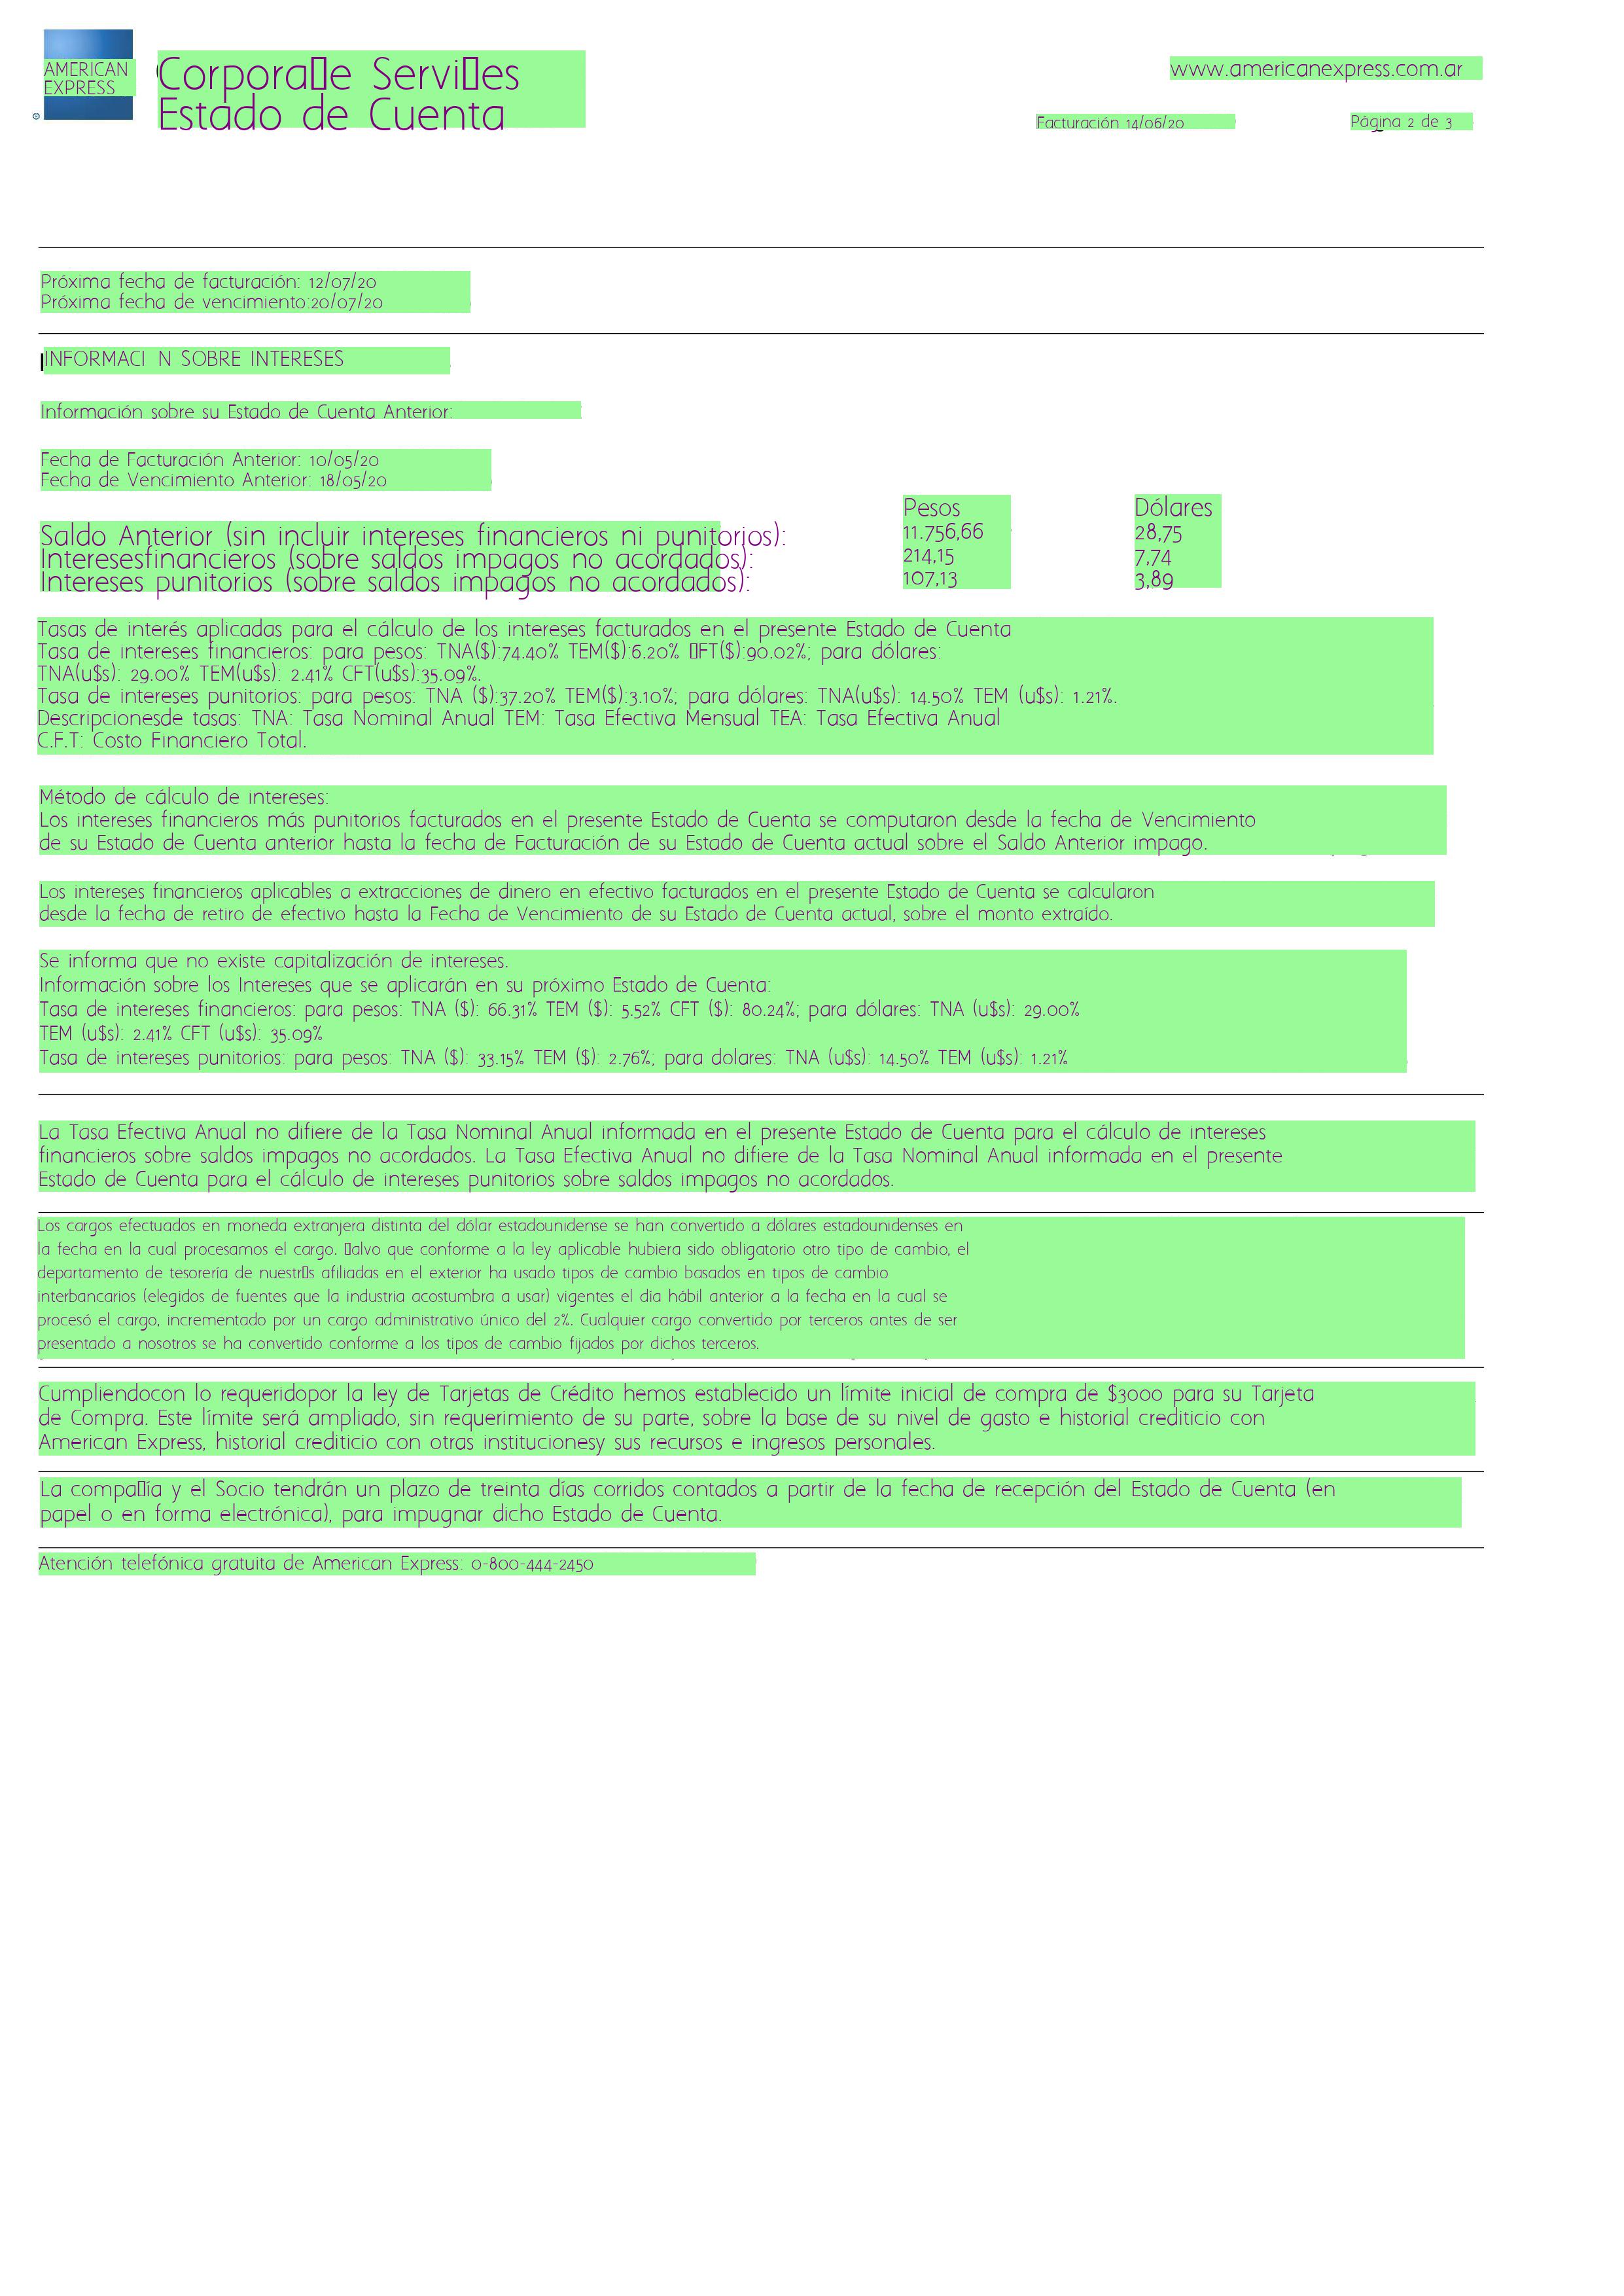 AMERICAN
EXPRESS
Corpora▯e Servi▯es
Estado de Cuenta
www.americanexpress.com.ar
Facturación 14/06/20
Página 2 de 3
Próxima fecha de facturación: 12/07/20
Próxima fecha de vencimiento:20/07/20
INFORMACI N SOBRE INTERESES
Información sobre su Estado de Cuenta Anterior:
Fecha de Facturación Anterior: 10/05/20
Fecha de Vencimiento Anterior: 18/05/20
Pesos Dólares
Saldo Anterior (sin incluir intereses financieros ni punitorios): 11.756,66 28,75
Interesesfinancieros (sobre saldos impagos no acordados): 214,15 7,74
Intereses punitorios (sobre saldos impagos no acordados): 107,13 3,89
Tasas de interés aplicadas para el cálculo de los intereses facturados en el presente Estado de Cuenta
Tasa de intereses financieros: para pesos: TNA($):74.40% TEM($):6.20% ▯FT($):90.02%; para dólares:
TNA(u$s): 29.00% TEM(u$s): 2.41% CFT(u$s):35.09%.
Tasa de intereses punitorios: para pesos: TNA ($):37.20% TEM($):3.10%; para dólares: TNA(u$s): 14.50% TEM (u$s): 1.21%.
Descripcionesde tasas: TNA: Tasa Nominal Anual TEM: Tasa Efectiva Mensual TEA: Tasa Efectiva Anual
C.F.T: Costo Financiero Total.
Método de cálculo de intereses:
Los intereses financieros más punitorios facturados en el presente Estado de Cuenta se computaron desde la fecha de Vencimiento
de su Estado de Cuenta anterior hasta la fecha de Facturación de su Estado de Cuenta actual sobre el Saldo Anterior impago.
Los intereses financieros aplicables a extracciones de dinero en efectivo facturados en el presente Estado de Cuenta se calcularon
desde la fecha de retiro de efectivo hasta la Fecha de Vencimiento de su Estado de Cuenta actual, sobre el monto extraído.
Se informa que no existe capitalización de intereses.
Información sobre los Intereses que se aplicarán en su próximo Estado de Cuenta:
Tasa de intereses financieros: para pesos: TNA ($): 66.31% TEM ($): 5.52% CFT ($): 80.24%; para dólares: TNA (u$s): 29.00%
TEM (u$s): 2.41% CFT (u$s): 35.09%
Tasa de intereses punitorios: para pesos: TNA ($): 33.15% TEM ($): 2.76%; para dolares: TNA (u$s): 14.50% TEM (u$s): 1.21%
La Tasa Efectiva Anual no difiere de la Tasa Nominal Anual informada en el presente Estado de Cuenta para el cálculo de intereses
financieros sobre saldos impagos no acordados. La Tasa Efectiva Anual no difiere de la Tasa Nominal Anual informada en el presente
Estado de Cuenta para el cálculo de intereses punitorios sobre saldos impagos no acordados.
Los cargos efectuados en moneda extranjera distinta del dólar estadounidense se han convertido a dólares estadounidenses en
la fecha en la cual procesamos el cargo. ▯alvo que conforme a la ley aplicable hubiera sido obligatorio otro tipo de cambio, el
departamento de tesorería de nuestr▯s afiliadas en el exterior ha usado tipos de cambio basados en tipos de cambio
interbancarios (elegidos de fuentes que la industria acostumbra a usar) vigentes el día hábil anterior a la fecha en la cual se
procesó el cargo, incrementado por un cargo administrativo único del 2%. Cualquier cargo convertido por terceros antes de ser
presentado a nosotros se ha convertido conforme a los tipos de cambio fijados por dichos terceros.
Cumpliendocon lo requeridopor la ley de Tarjetas de Crédito hemos establecido un límite inicial de compra de $3000 para su Tarjeta
de Compra. Este límite será ampliado, sin requerimiento de su parte, sobre la base de su nivel de gasto e historial crediticio con
American Express, historial crediticio con otras institucionesy sus recursos e ingresos personales.
La compa▯ía y el Socio tendrán un plazo de treinta días corridos contados a partir de la fecha de recepción del Estado de Cuenta (en
papel o en forma electrónica), para impugnar dicho Estado de Cuenta.
Atención telefónica gratuita de American Express: 0-800-444-2450